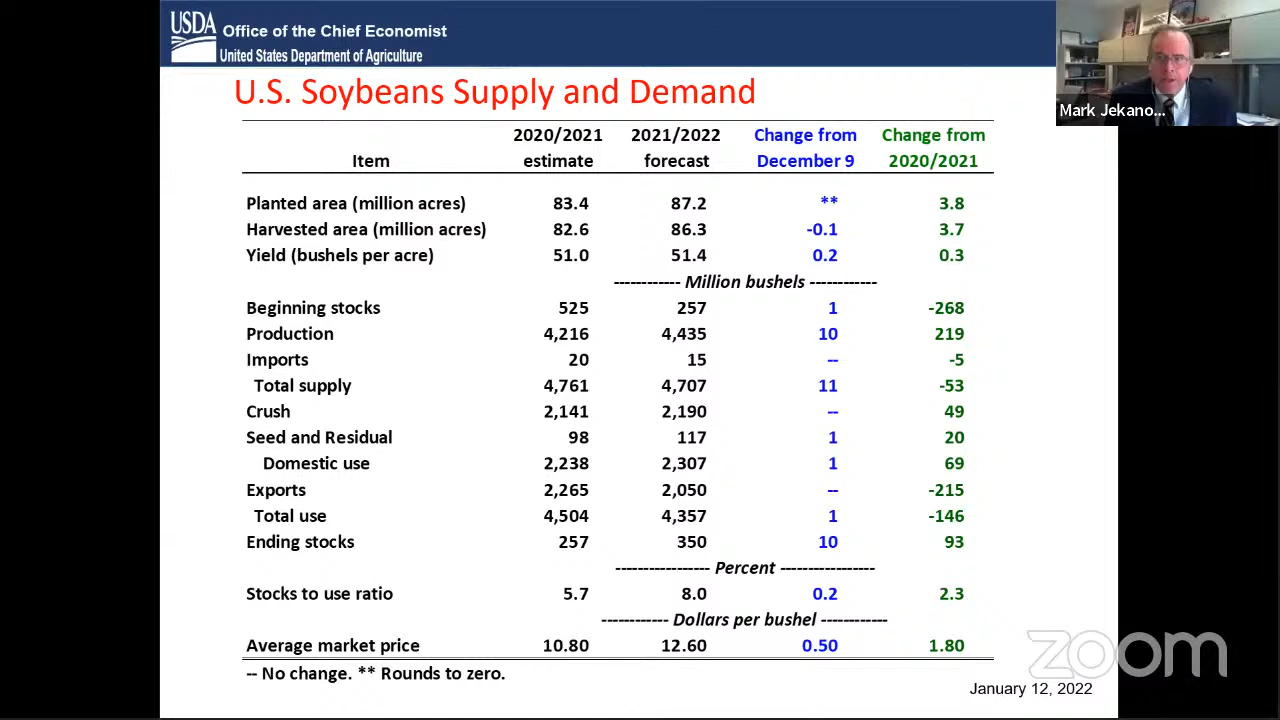 USDA Office of the Chief Economist
United States Department of Agriculture
Mark Jekano...
U.S. Soybeans Supply and Demand
2020/2021 2021/2022 Change from Change from
Item estimate forecast December 9 2020/2021
Planted area (million acres) 83.4 87.2 ** 3.8
Harvested area (million acres) 82.6 86.3 -0.1 3.7
Yield (bushels per acre) 51.0 51.4 0.2 0.3
------------ Million bushels ------------
Beginning stocks 525 257 1 -268
Production 4,216 4,435 10 219
Imports 20 15 -- -5
Total supply 4,761 4,707 11 -53
Crush 2,141 2,190 -- 49
Seed and Residual 98 117 1 20
Domestic use 2,238 2,307 1 69
Exports 2,265 2,050 -- -215
Total use 4,504 4,357 1 -146
Ending stocks 257 350 10 93
----------------- Percent -----------------
Stocks to use ratio 5.7 8.0 0.2 2.3
------------ Dollars per bushel ------------
Average market price 10.80 12.60 0.50 1.80
-- No change. ** Rounds to zero.
zoom
January 12, 2022